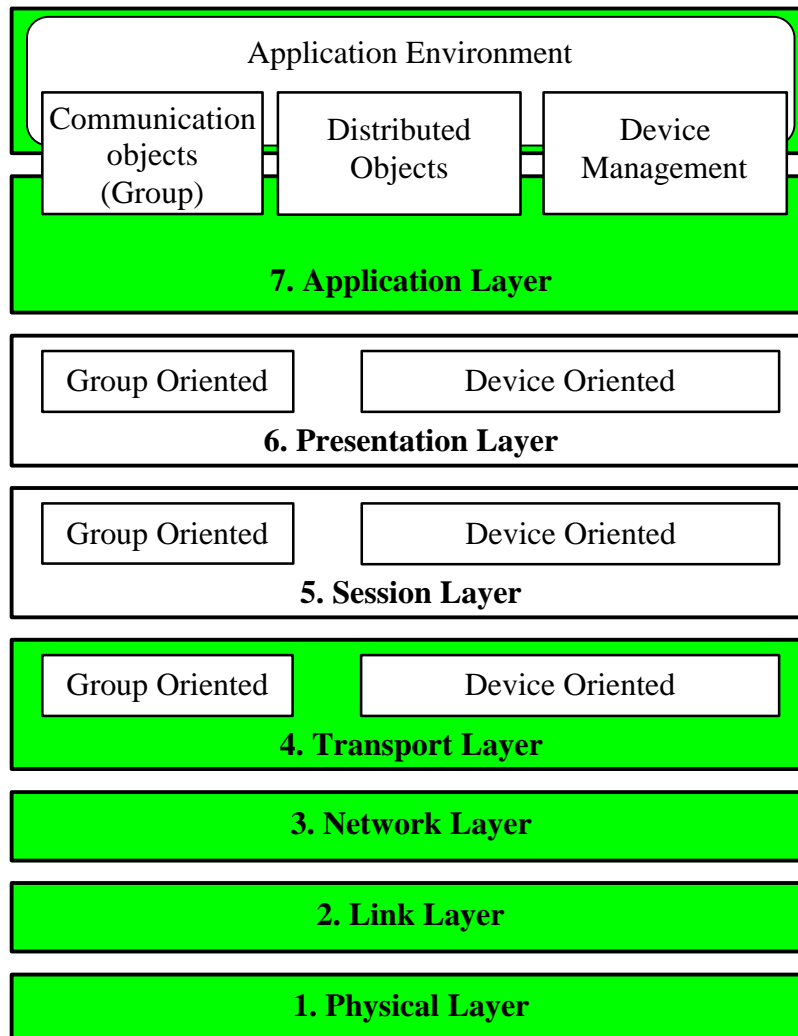 Application Environment
Communication
objects
(Group)
Distributed
Objects
Device
Management
7. Application Layer
Group Oriented
Device Oriented
6. Presentation Layer
Group Oriented
Device Oriented
5. Session Layer
Group Oriented
Device Oriented
4. Transport Layer
3. Network Layer
2. Link Layer
1. Physical Layer